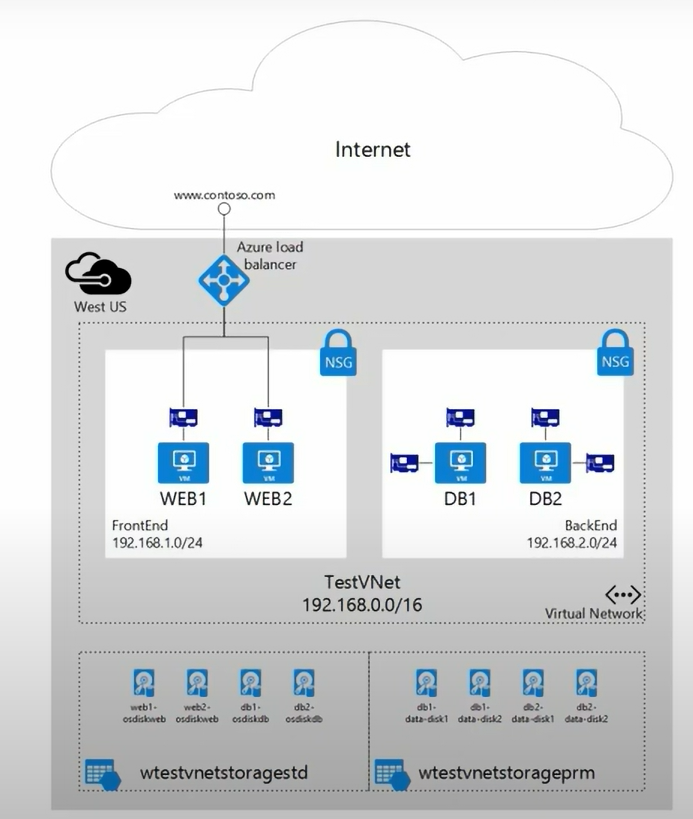 Internet
www.contoso.com
Azure load
balancer
West US
NSG
NSG
VM
VM
VM
VM
WEB1
WEB2
DB1
DB2
FrontEnd
192.168.1.0/24
BackEnd
192.168.2.0/24
TestVNet
192.168.0.0/16
Virtual Network
web1-
osdiskweb
web2-
osdiskweb
db1-
osdiskdb
db2-
osdiskdb
db1-
data-disk1
db1-
data-disk2
db2-
data-disk1
db2-
data-disk2
wtestvnetstoragestd
wtestvnetstorageprm